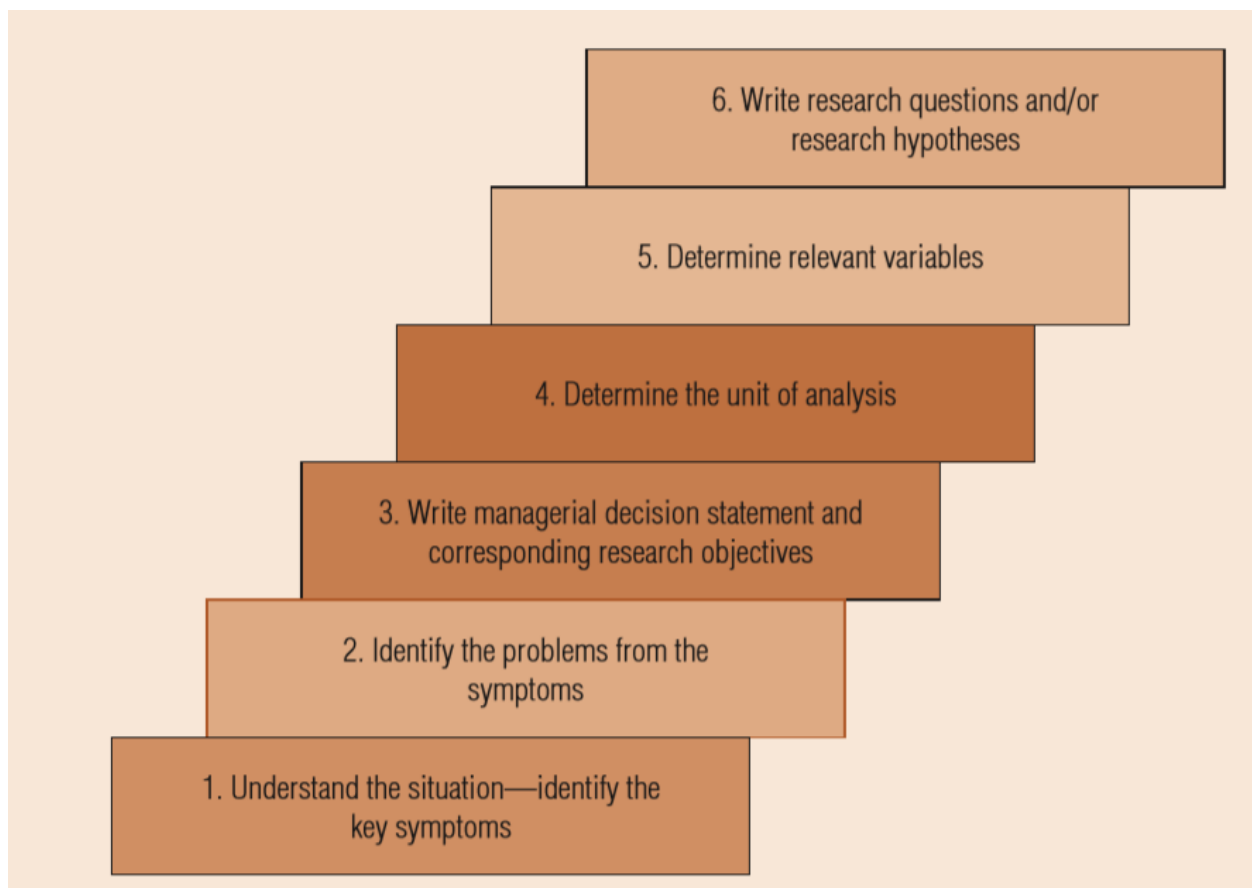 6. Write research questions and/or
research hypotheses
5. Determine relevant variables
4. Determine the unit of analysis
3. Write managerial decision statement and
corresponding research objectives
2. Identify the problems from the
symptoms
1. Understand the situation—identify the
key symptoms